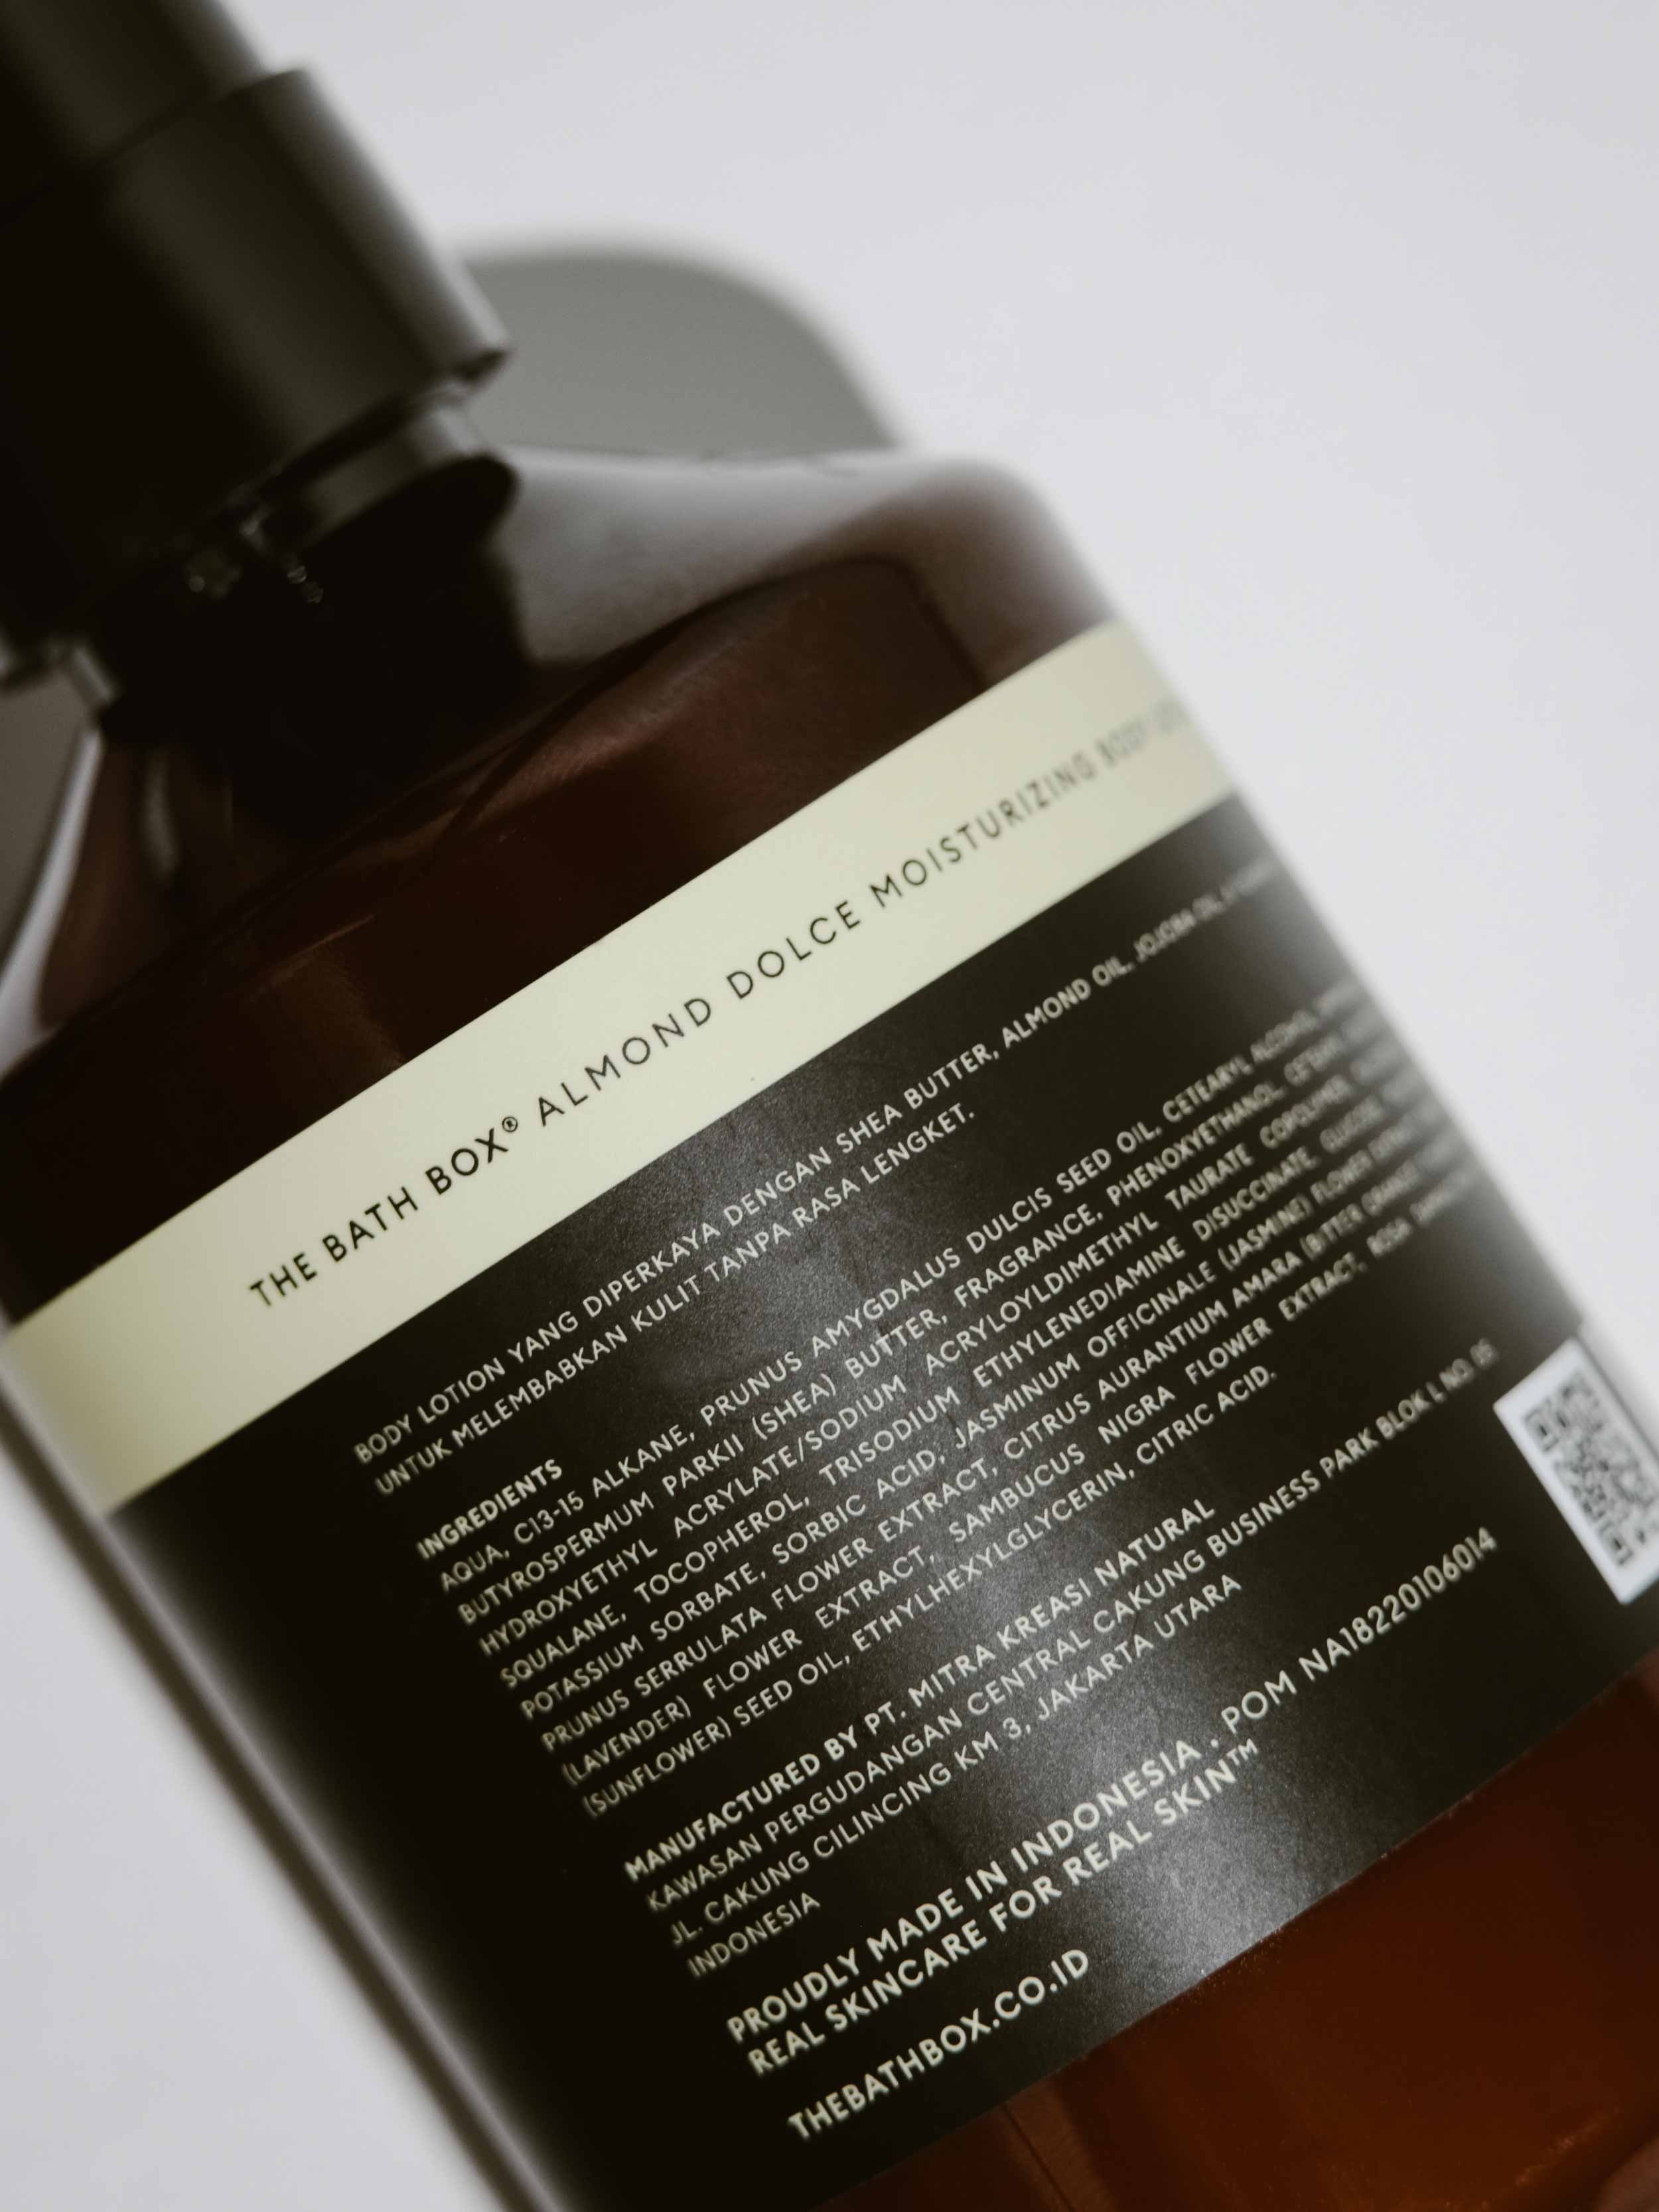 THE BATH BOX® ALMOND DOLCE MOISTURIZING BODY
BODY LOTION YANG DIPERKAYA DENGAN SHEA BUTTER, ALMOND OIL, JOJOBA OIL,
UNTUK MELEMBABKAN KULIT TANPA RASA LENGKET.
INGREDIENTS
AQUA, C13-15 ALKANE, PRUNUS AMYGDALUS DULCIS SEED OIL, CETEARYL ALCOHOL,
BUTYROSPERMUM PARKII (SHEA) BUTTER, FRAGRANCE, PHENOXYETHANOL, CETEARYL
HYDROXYETHYL ACRYLATE/SODIUM ACRYLOYLDIMETHYL TAURATE COPOLYMER,
SQUALANE, TOCOPHEROL, TRISODIUM ETHYLENEDIAMINE DISUCCINATE, GLUCOSE,
POTASSIUM SORBATE, SORBIC ACID, JASMINUM OFFICINALE (JASMINE) FLOWER
PRUNUS SERRULATA FLOWER EXTRACT, CITRUS AURANTIUM AMARA (BITTER ORANGE)
(LAVENDER) FLOWER EXTRACT, SAMBUCUS NIGRA FLOWER EXTRACT, ROSA
(SUNFLOWER) SEED OIL, ETHYLHEXYLGLYCERIN, CITRIC ACID.
MANUFACTURED BY PT. MITRA KREASI NATURAL
KAWASAN PERGUDANGAN CENTRAL CAKUNG BUSINESS PARK BLOK L NO.
JL. CAKUNG CILINCING KM 3, JAKARTA UTARA
INDONESIA
PROUDLY MADE IN INDONESIA . POM NA18220106014
REAL SKINCARE FOR REAL SKIN™
THEBATHBOX.CO.ID